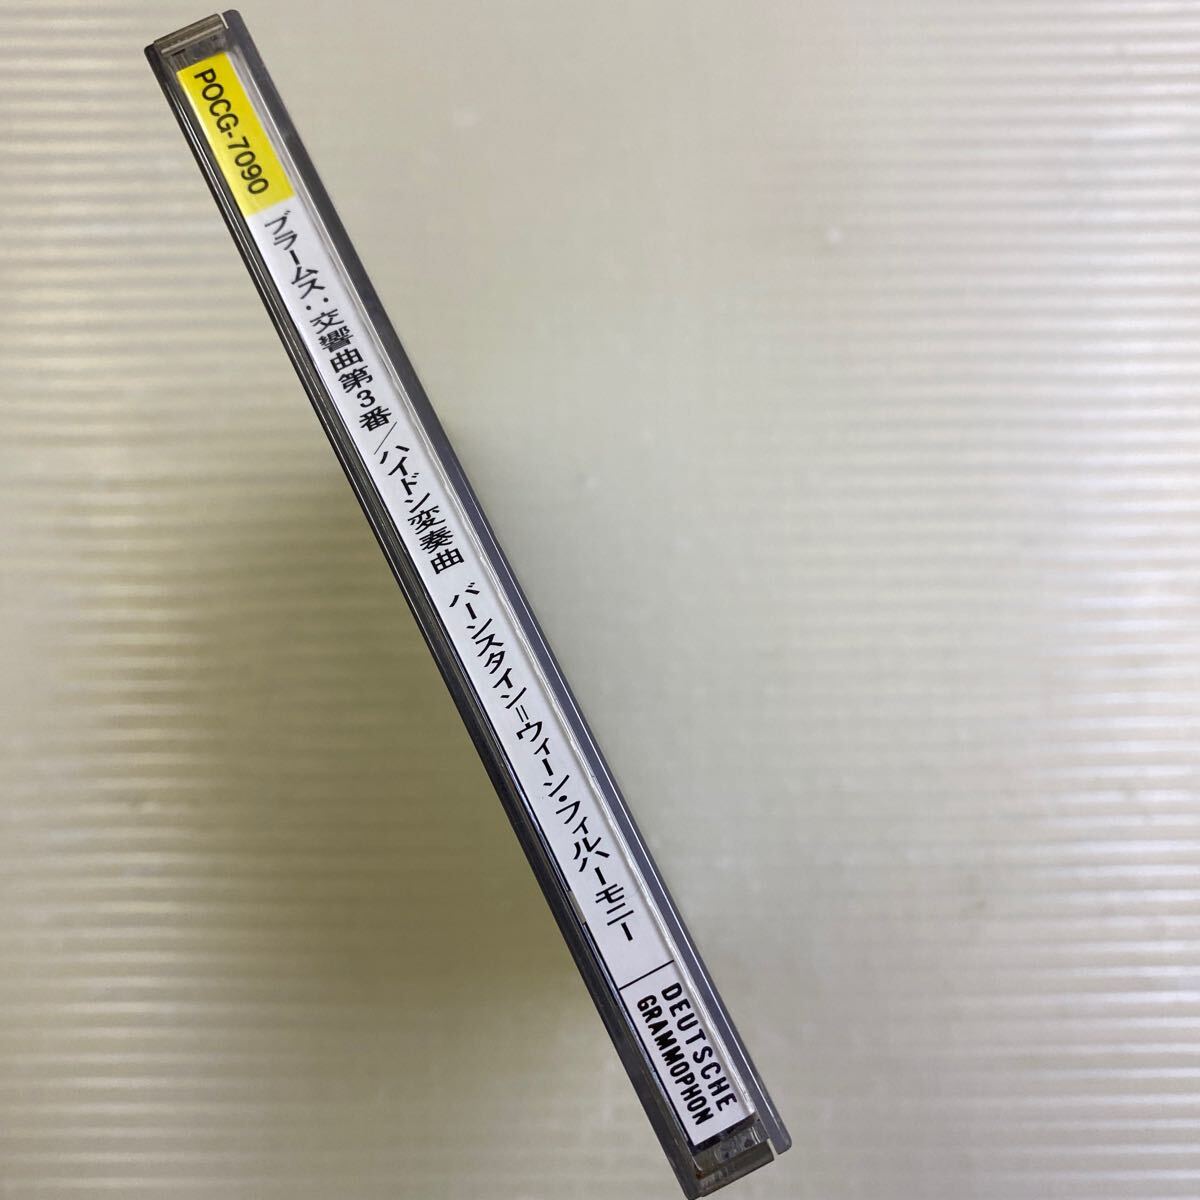 POCG-7090
ブラームス:交響曲第3番/ハイドン変奏曲 バーンスタイン=ウィーン・フィルハーモニー
DEUTSCHE
GRAMMOPHON